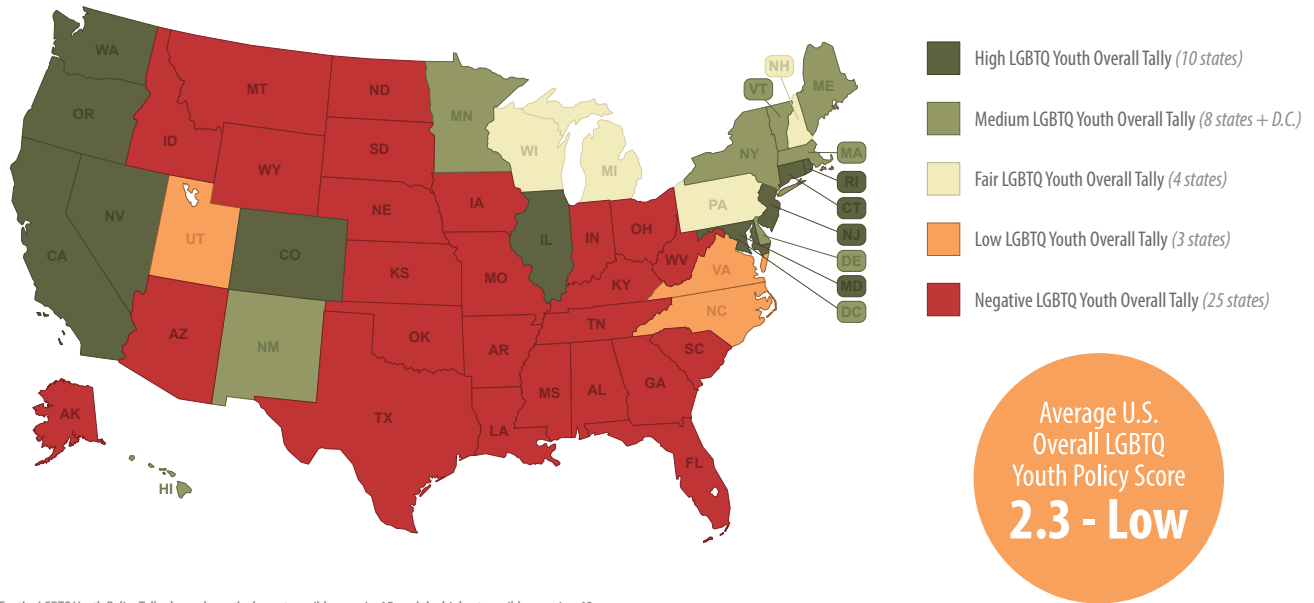 WA
OR
CA
NV
ID
MT
WY
UT
CO
AZ
NM
ND
SD
NE
KS
OK
TX
MN
IA
MO
AR
LA
WI
IL
MI
IN
OH
KY
TN
MS
AL
GA
FL
SC
NC
VA
WV
PA
NY
VT
NH
ME
MA
RI
CT
NJ
DE
MD
DC
AK
HI
High LGBTQ Youth Overall Tally (10 states)
Medium LGBTQ Youth Overall Tally (8 states + D.C.)
Fair LGBTQ Youth Overall Tally (4 states)
Low LGBTQ Youth Overall Tally (3 states)
Negative LGBTQ Youth Overall Tally (25 states)
Average U.S.
Overall LGBTQ
Youth Policy Score
2.3 - Low